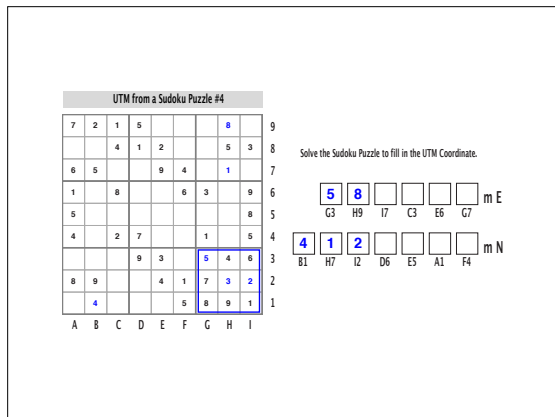 UTM from a Sudoku Puzzle #4
7 2 1 5 8 9
4 1 2 5 3 8
6 5 9 4 1 7
1 8 6 3 9 6
5 8 5
4 2 7 1 5 4
9 3 5 4 6 3
8 9 4 1 7 3 2 2
4 5 8 9 1 1
A B C D E F G H I
Solve the Sudoku Puzzle to fill in the UTM Coordinate.
5 8 m E
G3 H9 I7 C3 E6 G7
4 1 2 m N
B1 H7 I2 D6 E5 A1 F4